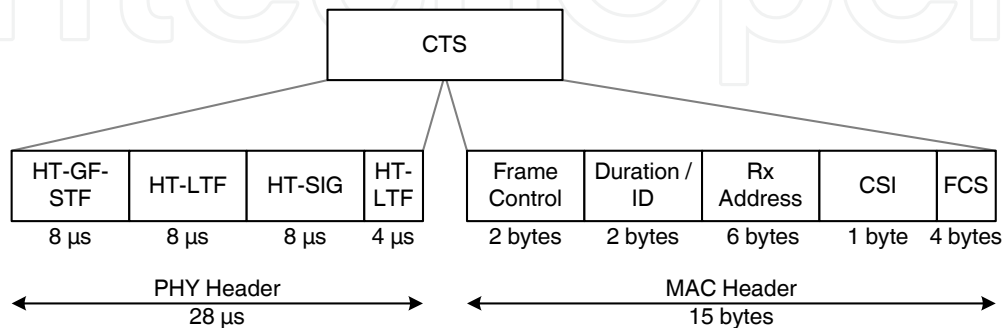 CTS
HT-GF-
STF
HT-LTF
HT-SIG
HT-
LTF
Frame
Control
Duration /
ID
Rx
Address
CSI
FCS
8 µs
8 µs
8 µs
4 µs
2 bytes
2 bytes
6 bytes
1 byte
4 bytes
PHY Header
28 µs
MAC Header
15 bytes